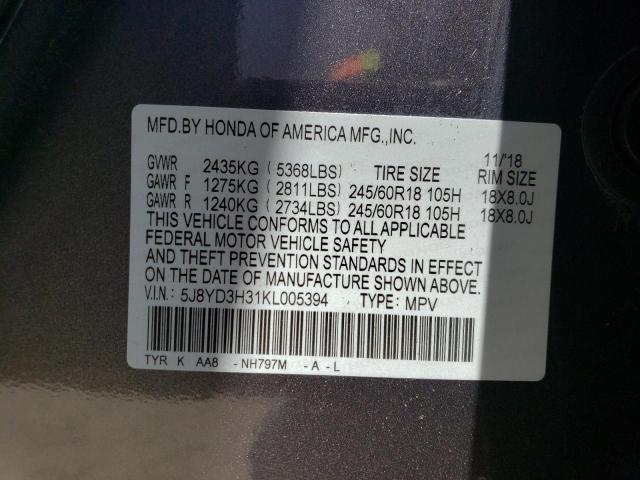 MFD.BY HONDA OF AMERICA MFG.,INC.
11/18
GVWR 2435KG ( 5368LBS) TIRE SIZE RIM SIZE
GAWR F 1275KG ( 2811LBS) 245/60R18 105H 18X8.0J
GAWR R 1240KG ( 2734LBS) 245/60R18 105H 18X8.0J
THIS VEHICLE CONFORMS TO ALL APPLICABLE
FEDERAL MOTOR VEHICLE SAFETY
AND THEFT PREVENTION STANDARDS IN EFFECT
ON THE DATE OF MANUFACTURE SHOWN ABOVE.
V.I.N.: 5J8YD3H31KL005394 TYPE: MPV
TYR K AA8 -NH797M -A-L